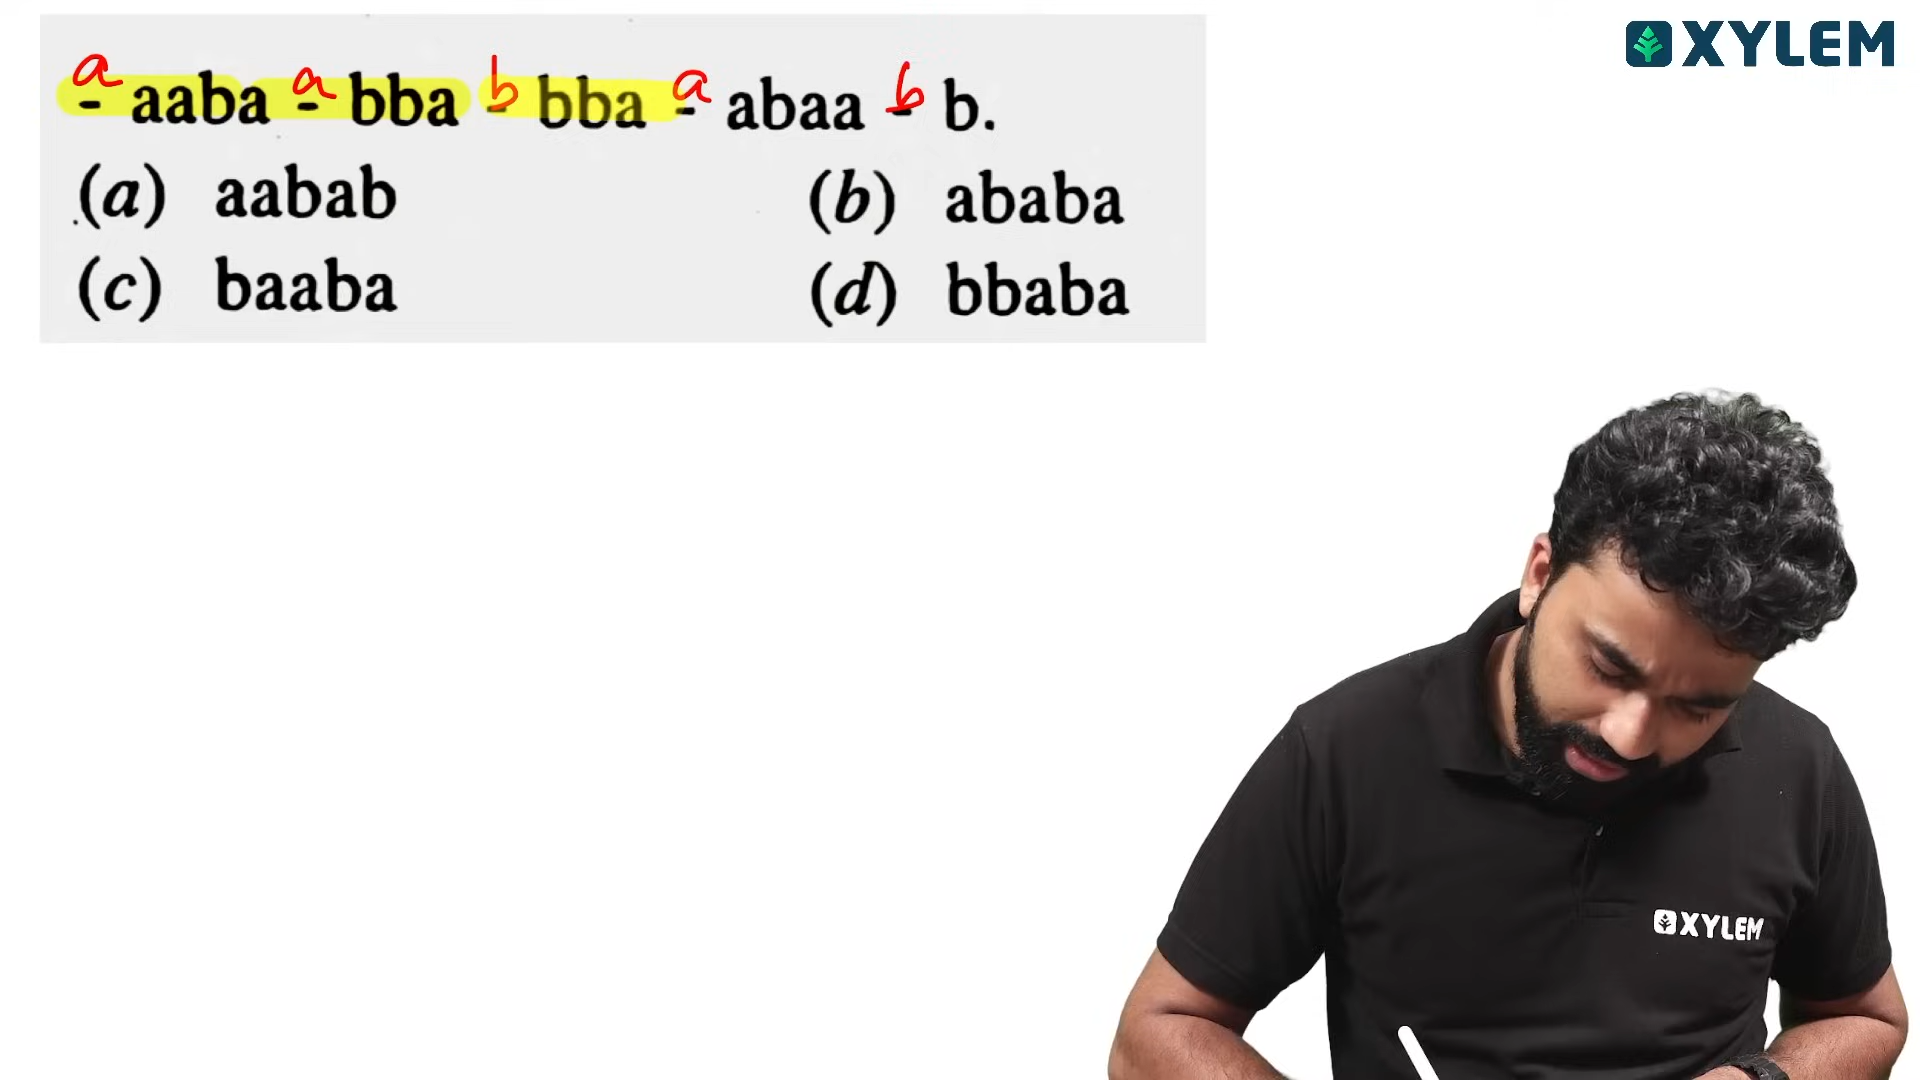 XYLEM
a a b a b
- aaba - bba - bba - abaa - b.
(a) aabab (b) ababa
(c) baaba (d) bbaba
XYLEM